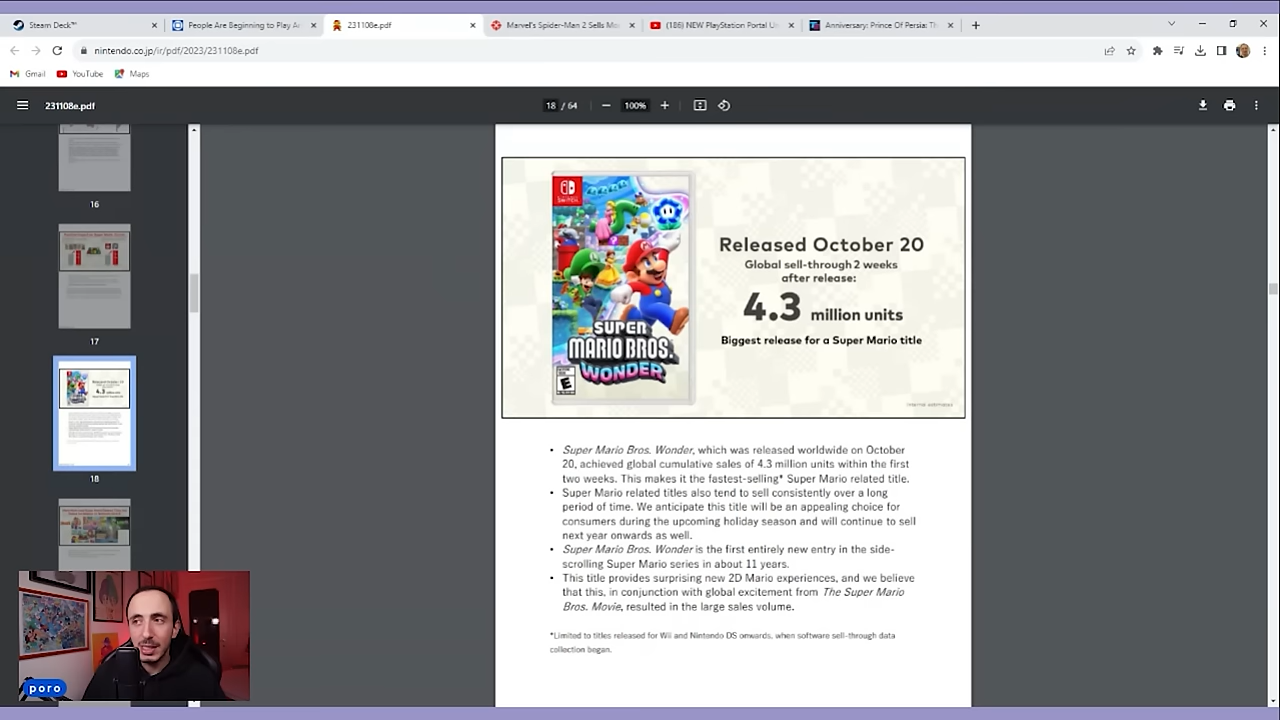 Steam Deck™
People Are Beginning to Play A
231108e.pdf
Marvel's Spider-Man 2 Sells Mo
(186) NEW PlayStation Portal U
Anniversary: Prince Of Persia: Th
nintendo.co.jp/ir/pdf/2023/231108e.pdf
Gmail
YouTube
Maps
231108e.pdf
18 / 64
100%
16
17
18
SWITCH
SUPER
MARIO BROS.
WONDER
E
Released October 20
Global sell-through 2 weeks
after release:
4.3 million units
Biggest release for a Super Mario title
Internal estimates
• Super Mario Bros. Wonder, which was released worldwide on October
20, achieved global cumulative sales of 4.3 million units within the first
two weeks. This makes it the fastest-selling* Super Mario related title.
• Super Mario related titles also tend to sell consistently over a long
period of time. We anticipate this title will be an appealing choice for
consumers during the upcoming holiday season and will continue to sell
next year onwards as well.
• Super Mario Bros. Wonder is the first entirely new entry in the side-
scrolling Super Mario series in about 11 years.
• This title provides surprising new 2D Mario experiences, and we believe
that this, in conjunction with global excitement from The Super Mario
Bros. Movie, resulted in the large sales volume.
*Limited to titles released for Wii and Nintendo DS onwards, when software sell-through data
collection began.
poro